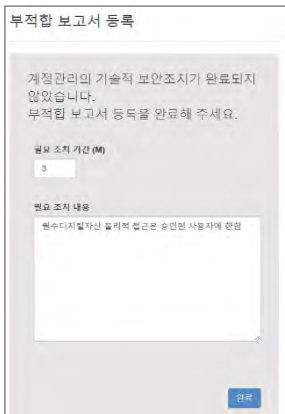 부적합 보고서 등록
계정관리의 기술적 보안조치가 완료되지
않았습니다.
부적합 보고서 등록을 완료해 주세요.
필요 조치 기간 (M)
3
필요 조치 내용
필수디지털자산 물리적 접근은 승인된 사용자에 한함
완료